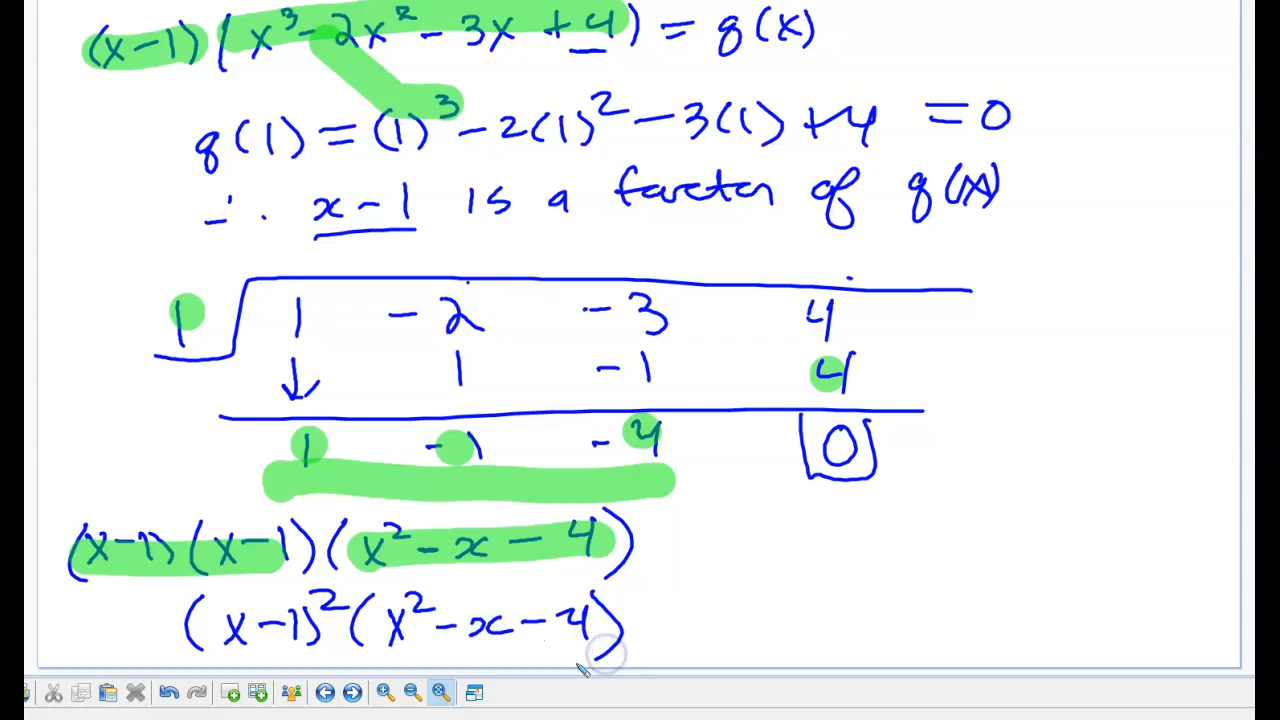 (x-1)(x³-2x²-3x+4) = g(x)
g(1) = (1)³-2(1)²-3(1)+4 = 0
∴ x-1 is a factor of g(x)
1 1 -2 -3 4
↓ 1 -1 4
1 -1 -4 0
(x-1)(x-1)(x²-x-4)
(x-1)²(x²-x-4)